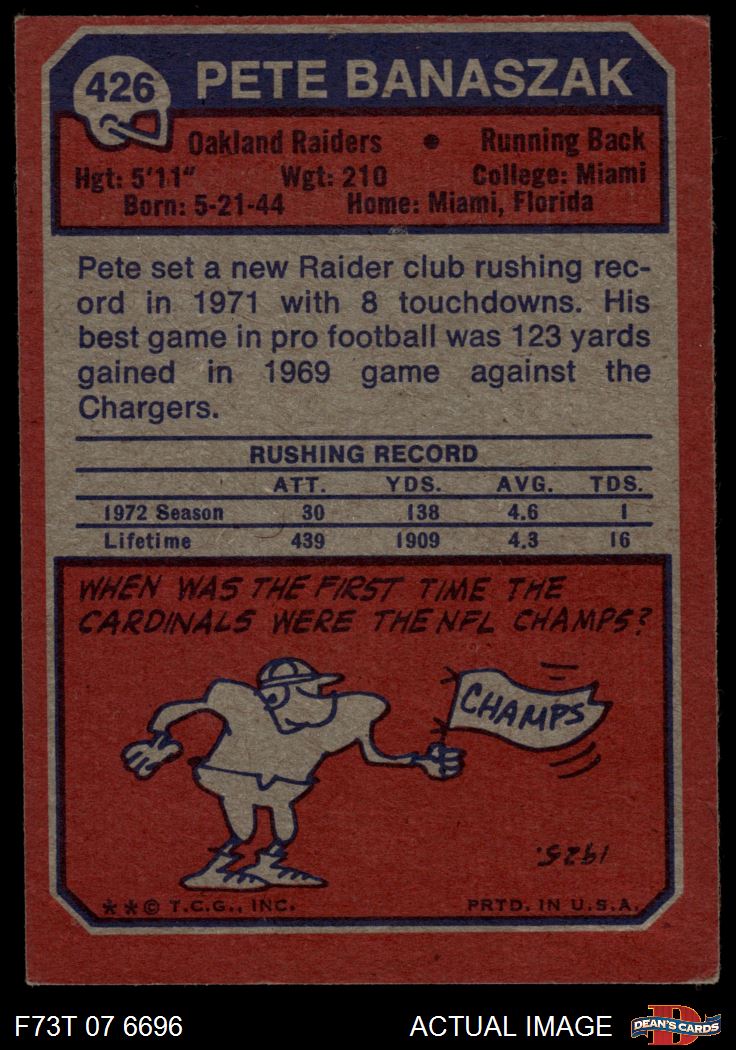 426 PETE BANASZAK
Oakland Raiders • Running Back
Hgt: 5'11" Wgt: 210 College: Miami
Born: 5-21-44 Home: Miami, Florida
Pete set a new Raider club rushing rec-
ord in 1971 with 8 touchdowns. His
best game in pro football was 123 yards
gained in 1969 game against the
Chargers.
RUSHING RECORD
ATT. YDS. AVG. TDS.
1972 Season 30 138 4.6 1
Lifetime 439 1909 4.3 16
WHEN WAS THE FIRST TIME THE
CARDINALS WERE THE NFL CHAMPS?
CHAMPS
1925.
** © T.C.G., INC. PRTD. IN U.S.A.
F73T 07 6696 ACTUAL IMAGE D DEAN'S CARDS